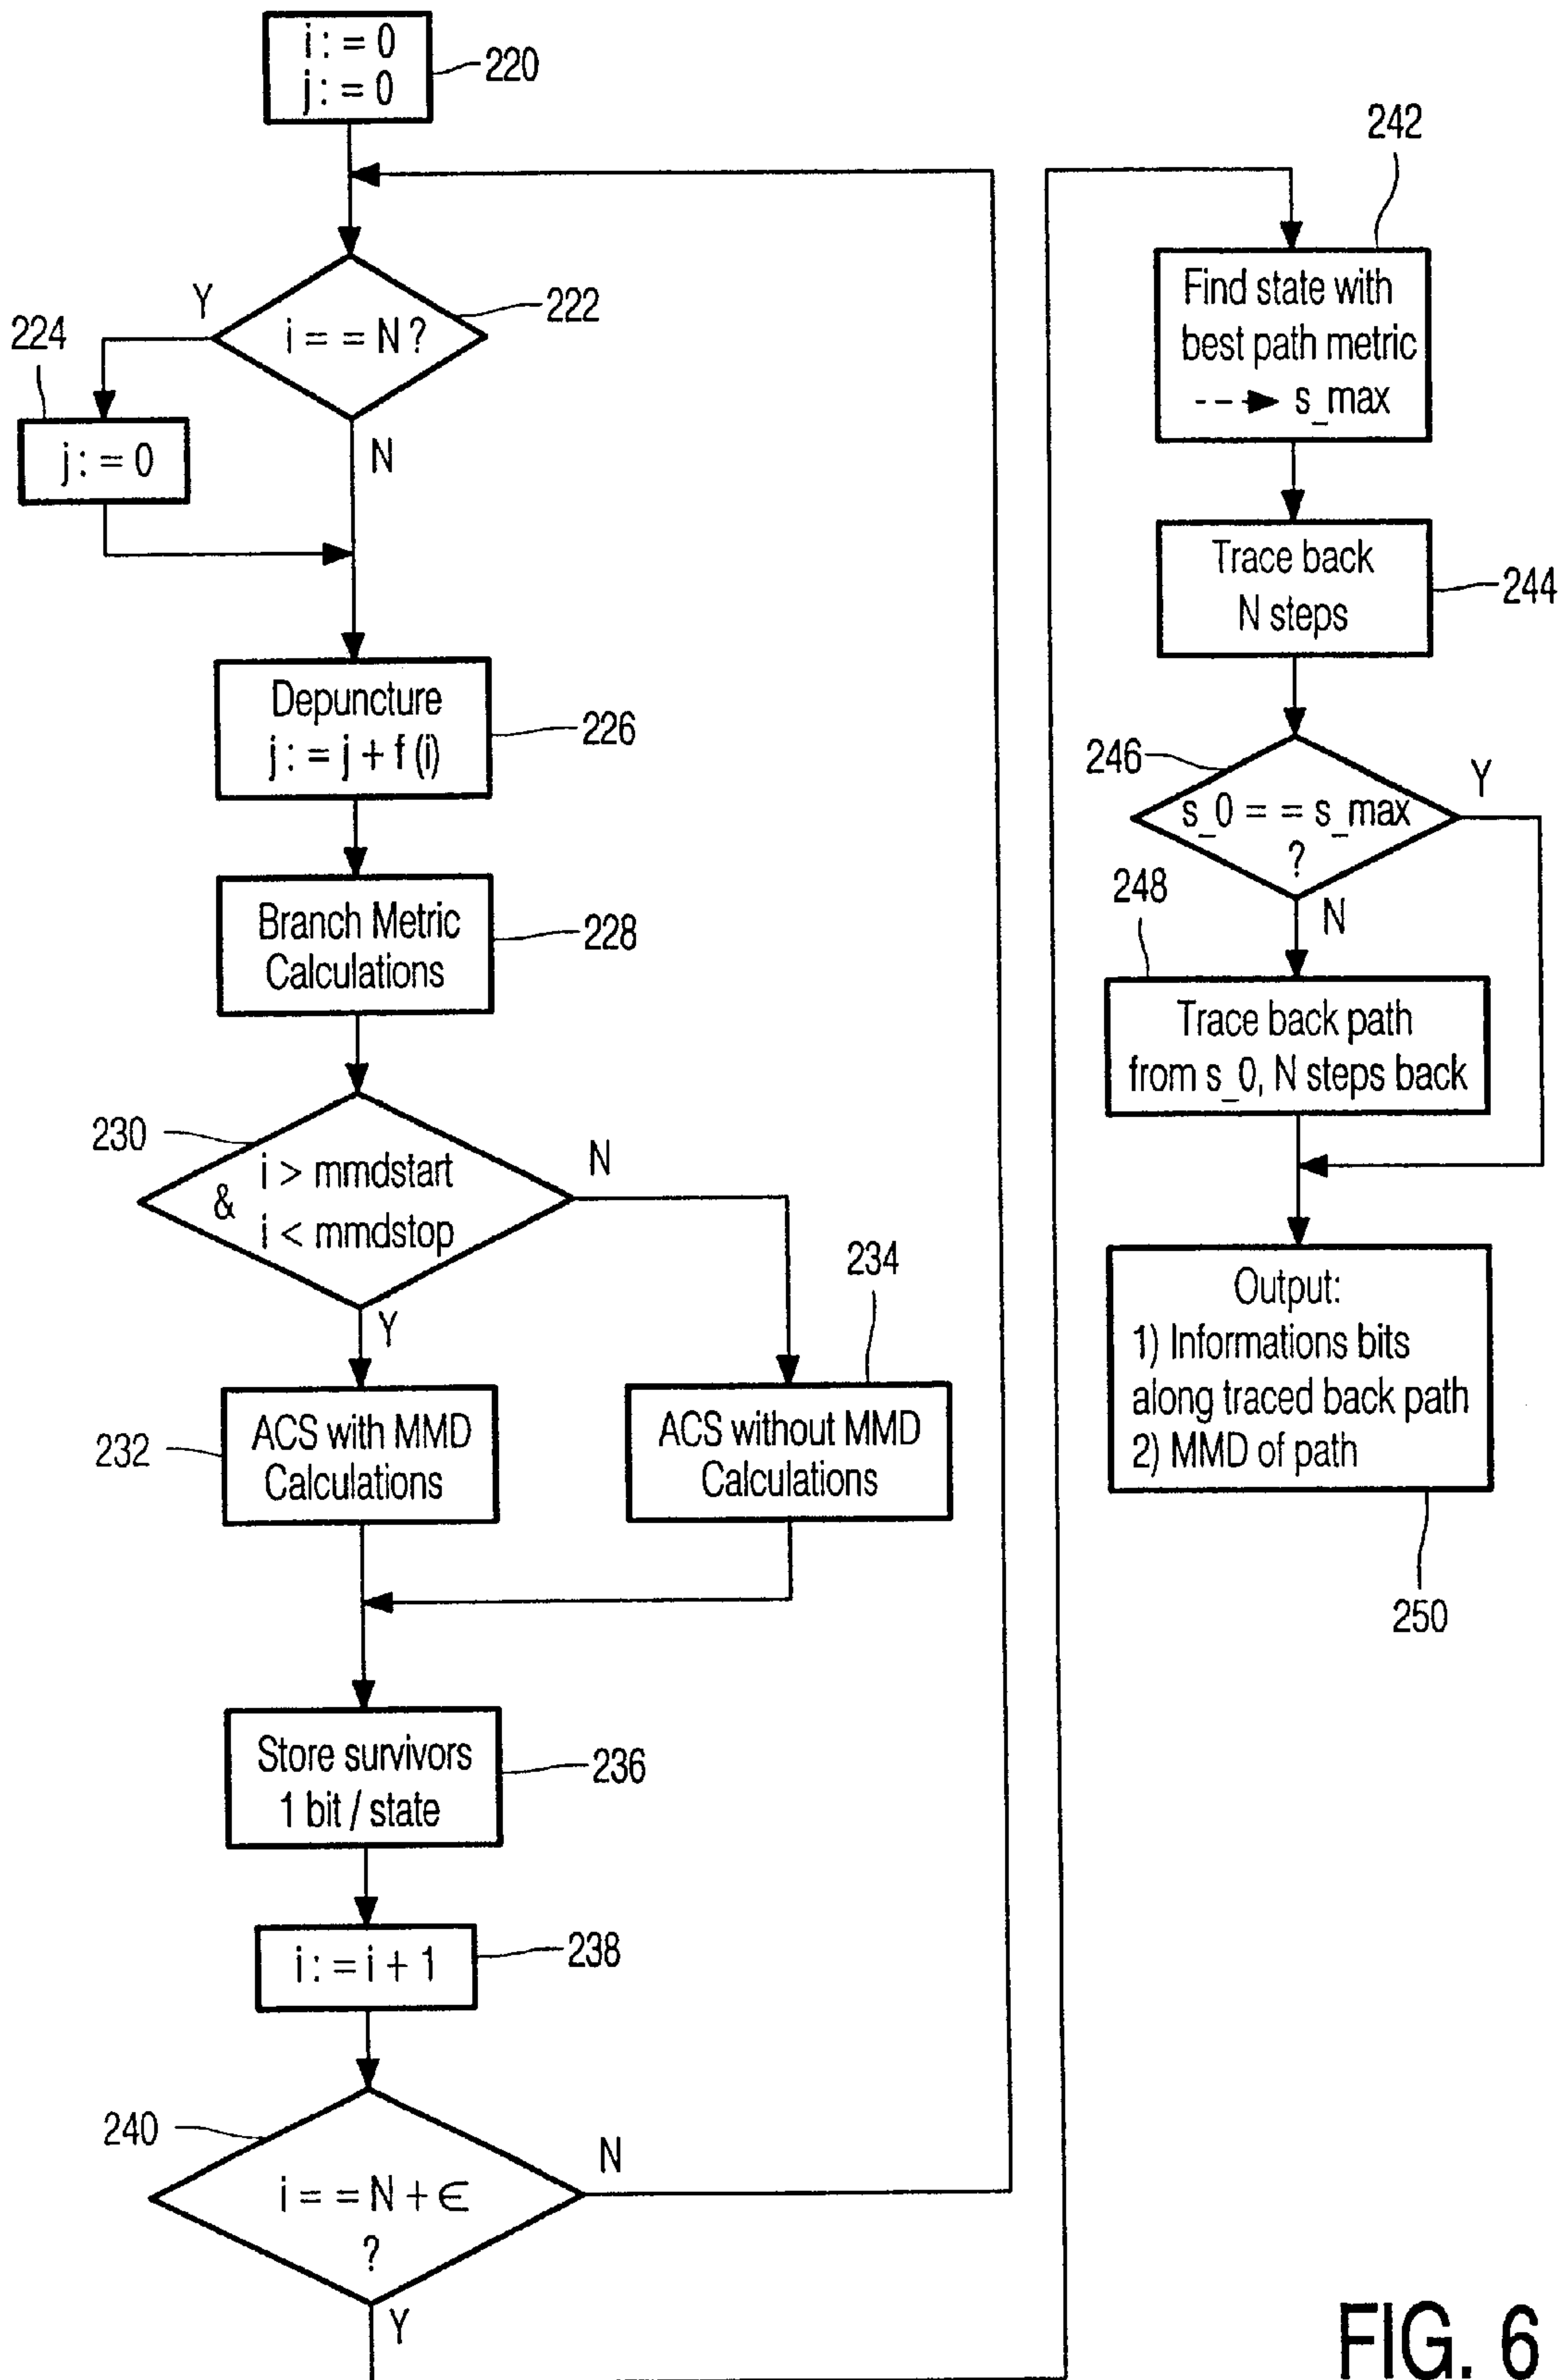 i : = 0
j : = 0
220
i = = N ?
222
Y
N
224
j : = 0
Depuncture
j : = j + f (i)
226
Branch Metric
Calculations
228
230
i > mmdstart
&
i < mmdstop
N
Y
232
ACS with MMD
Calculations
234
ACS without MMD
Calculations
Store survivors
1 bit / state
236
i : = i + 1
238
240
i = = N + ∈
?
N
Y
242
Find state with
best path metric
--► s_max
Trace back
N steps
244
246
s_0 = = s_max
?
Y
N
248
Trace back path
from s_0, N steps back
Output:
1) Informations bits
along traced back path
2) MMD of path
250
FIG. 6